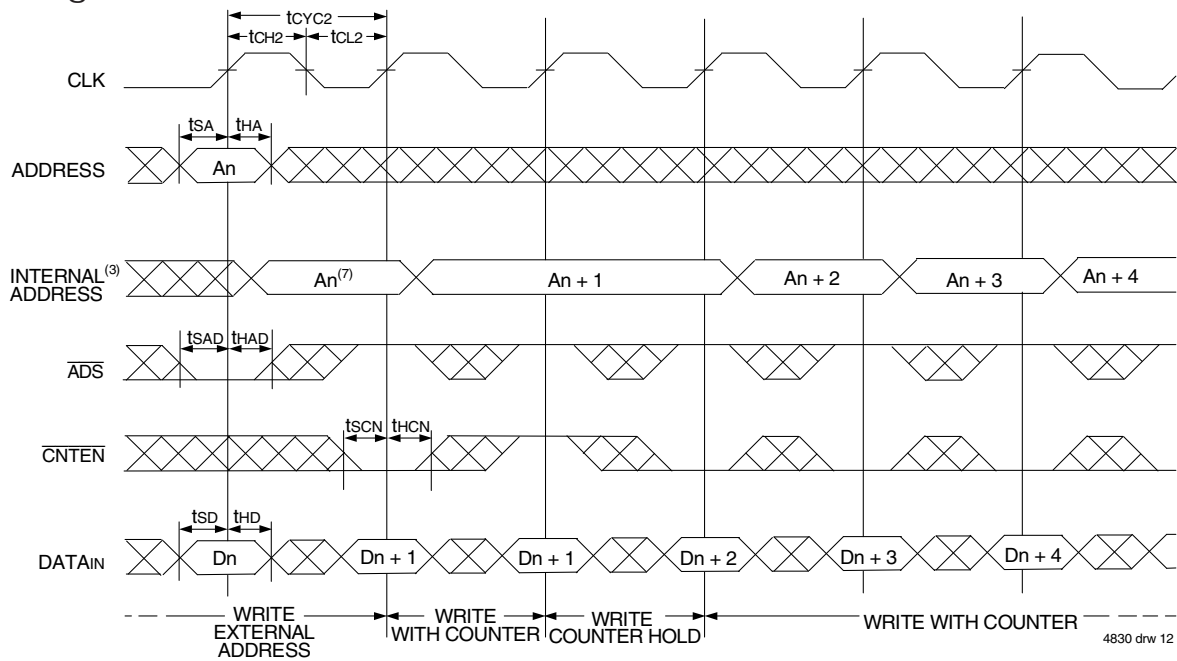 tCYC2
tCH2 tCL2
CLK
tSA tHA
ADDRESS An
INTERNAL(3)
ADDRESS
An(7) An + 1 An + 2 An + 3 An + 4
tSAD tHAD
ADS
tSCN tHCN
CNTEN
tSD tHD
DATAIN Dn Dn + 1 Dn + 1 Dn + 2 Dn + 3 Dn + 4
WRITE
EXTERNAL
ADDRESS
WRITE
WITH COUNTER
WRITE
COUNTER HOLD
WRITE WITH COUNTER
4830 drw 12